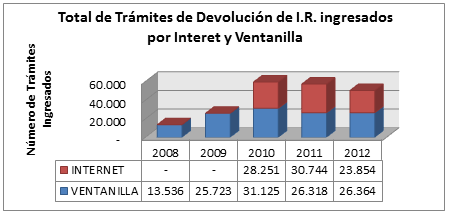 Total de Trámites de Devolución de I.R. ingresados
por Interet y Ventanilla
Número de Trámites
Ingresados
60.000
40.000
20.000
-
2008 2009 2010 2011 2012
INTERNET - - 28.251 30.744 23.854
VENTANILLA 13.536 25.723 31.125 26.318 26.364